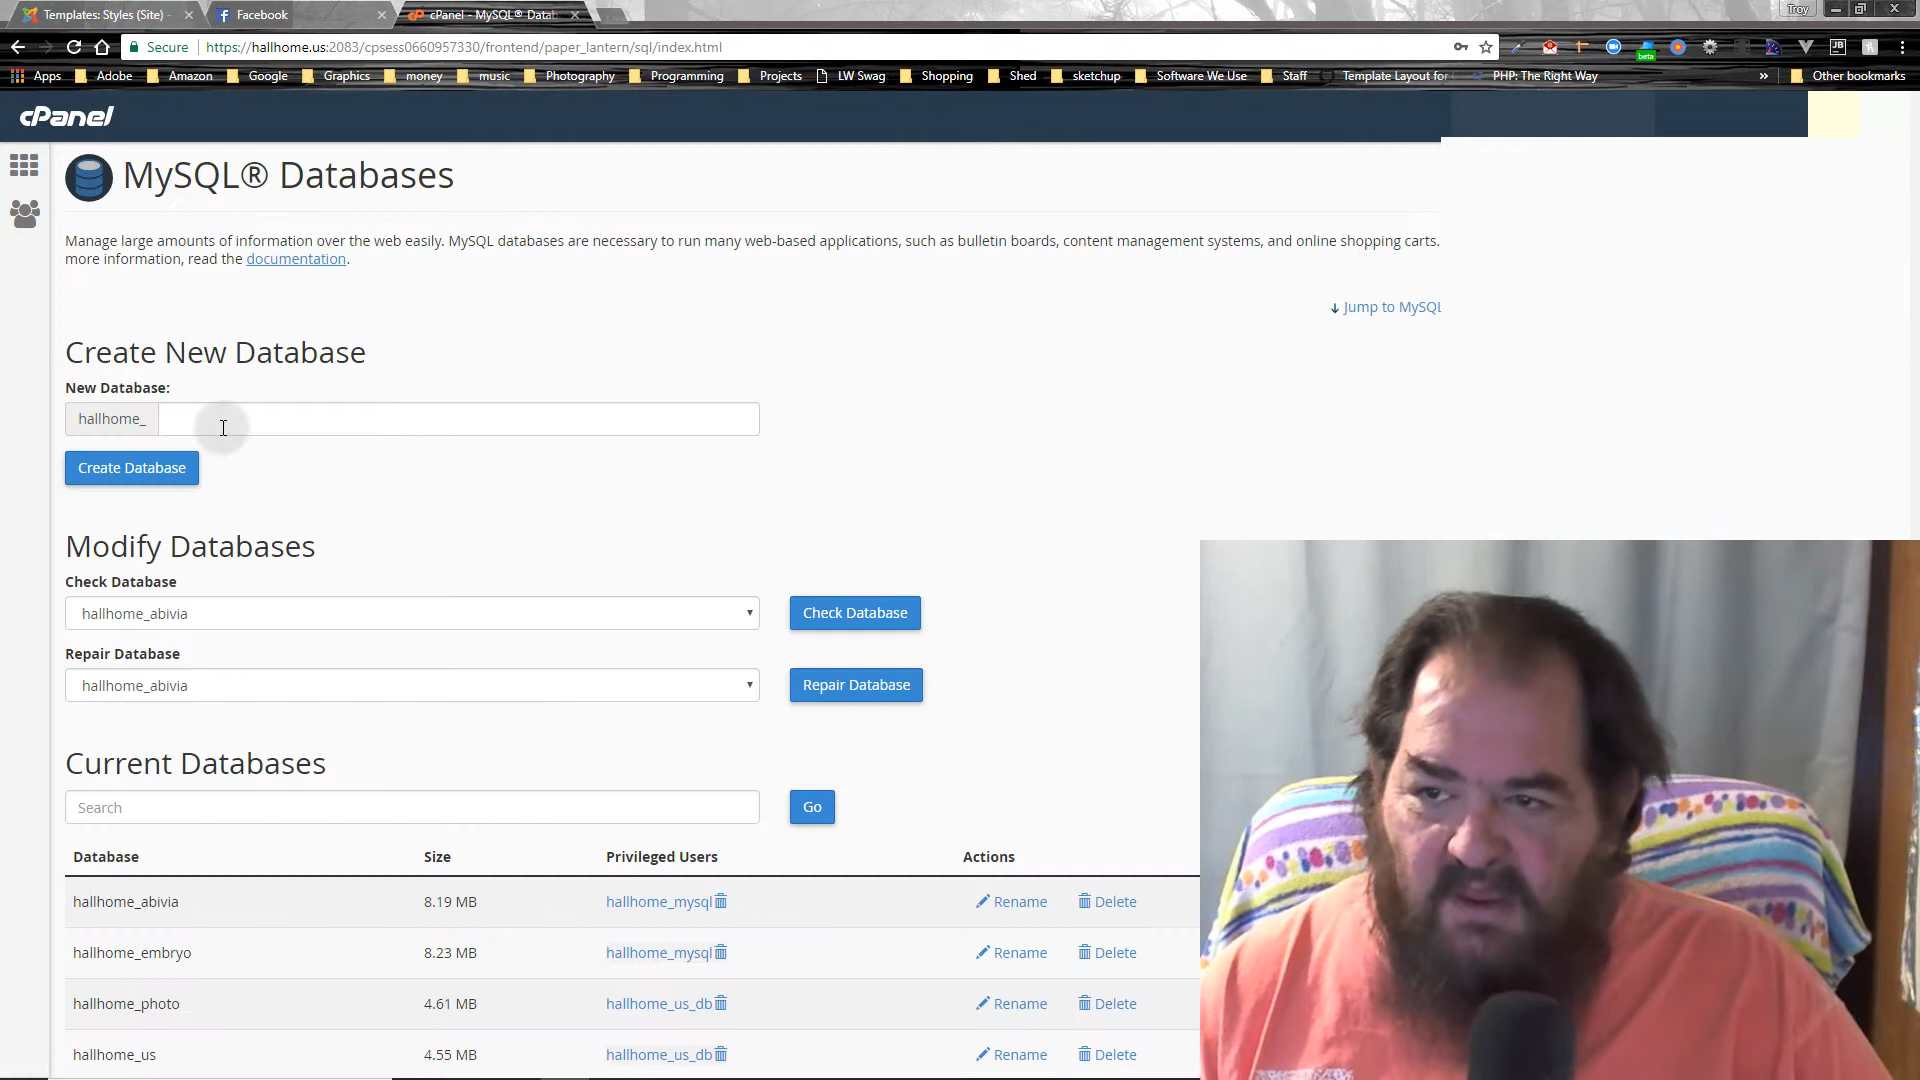 Templates: Styles (Site) -
Facebook
cPanel - MySQL® Datab
Troy
Secure
https://hallhome.us:2083/cpsess0660957330/frontend/paper_lantern/sql/index.html
beta
JB
Apps
Adobe
Amazon
Google
Graphics
money
music
Photography
Programming
Projects
LW Swag
Shopping
Shed
sketchup
Software We Use
Staff
Template Layout for
PHP: The Right Way
»
Other bookmarks
cPanel
MySQL® Databases
Manage large amounts of information over the web easily. MySQL databases are necessary to run many web-based applications, such as bulletin boards, content management systems, and online shopping carts.
more information, read the documentation.
Jump to MySQL
Create New Database
New Database:
hallhome_
Create Database
Modify Databases
Check Database
hallhome_abivia
Check Database
Repair Database
hallhome_abivia
Repair Database
Current Databases
Search
Go
Database Size Privileged Users Actions
hallhome_abivia 8.19 MB hallhome_mysql Rename Delete
hallhome_embryo 8.23 MB hallhome_mysql Rename Delete
hallhome_photo 4.61 MB hallhome_us_db Rename Delete
hallhome_us 4.55 MB hallhome_us_db Rename Delete